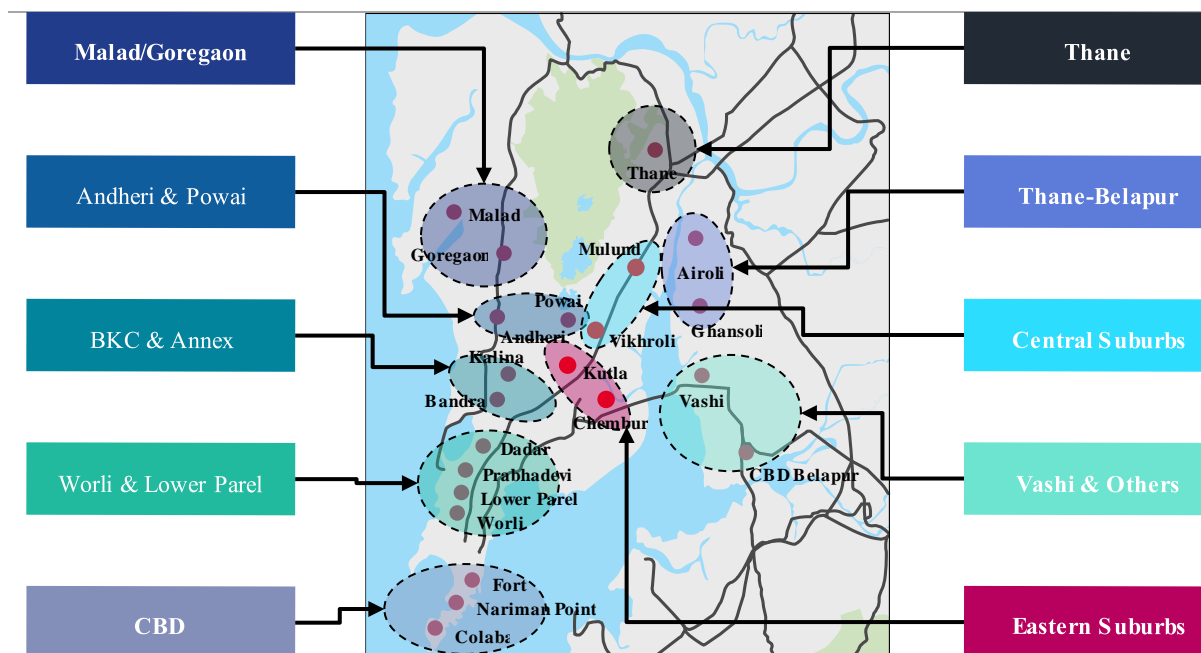 Malad/Goregaon
Thane
Thane
Andheri & Powai
Thane-Belapur
Malad
Goregaon
Mulund
Airoli
Powai
BKC & Annex
Central Suburbs
Andheri
Vikhroli
Ghansoli
Kalina
Kutla
Bandra
Vashi
Chembur
Dadar
Worli & Lower Parel
Prabhadevi
CBD Belapur
Vashi & Others
Lower Parel
Worli
Fort
CBD
Nariman Point
Eastern Suburbs
Colaba